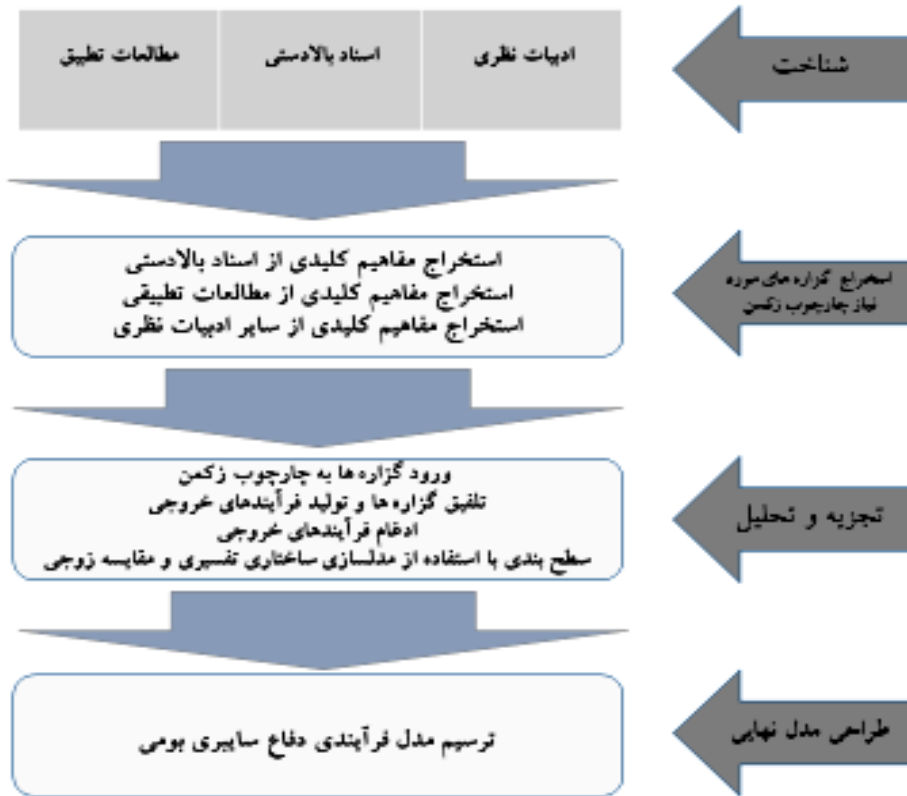 شناخت
ادبیات نظری
اسناد بالادستی
مطالعات تطبیق
استخراج گزاره های موره
نیاز چارچوب زکمن
استخراج مفاهیم کلیدی از اسناد بالادستی
استخراج مفاهیم کلیدی از مطالعات تطبیقی
استخراج مفاهیم کلیدی از سایر ادبیات نظری
تجزیه و تحلیل
ورود گزاره ها به چارچوب زکمن
تلفیق گزاره ها و تولید فرآیندهای خروجی
ادغام فرآیندهای خروجی
سطح بندی با استفاده از مدلسازی ساختاری تفسیری و مقایسه زوجی
طراحی مدل نهایی
ترسیم مدل فرآیندی دفاع سایبری بومی